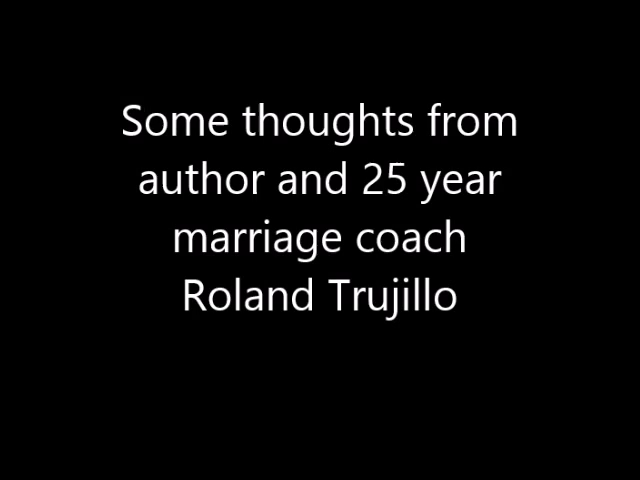 Some thoughts from
author and 25 year
marriage coach
Roland Trujillo